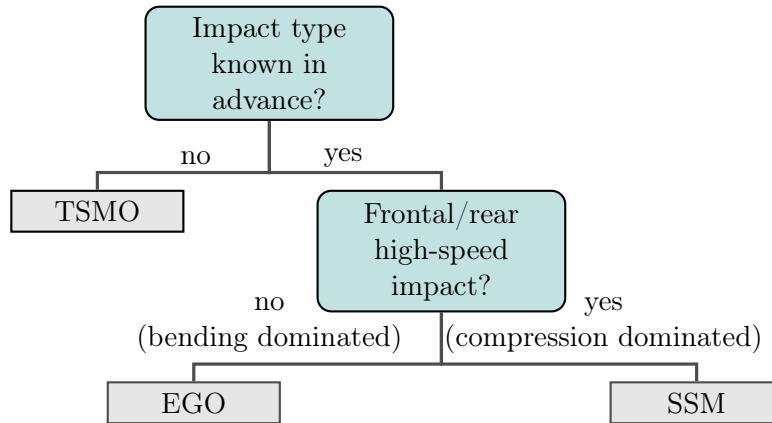 Impact type
known in
advance?
no
yes
TSMO
Frontal/rear
high-speed
impact?
no
(bending dominated)
yes
(compression dominated)
EGO
SSM